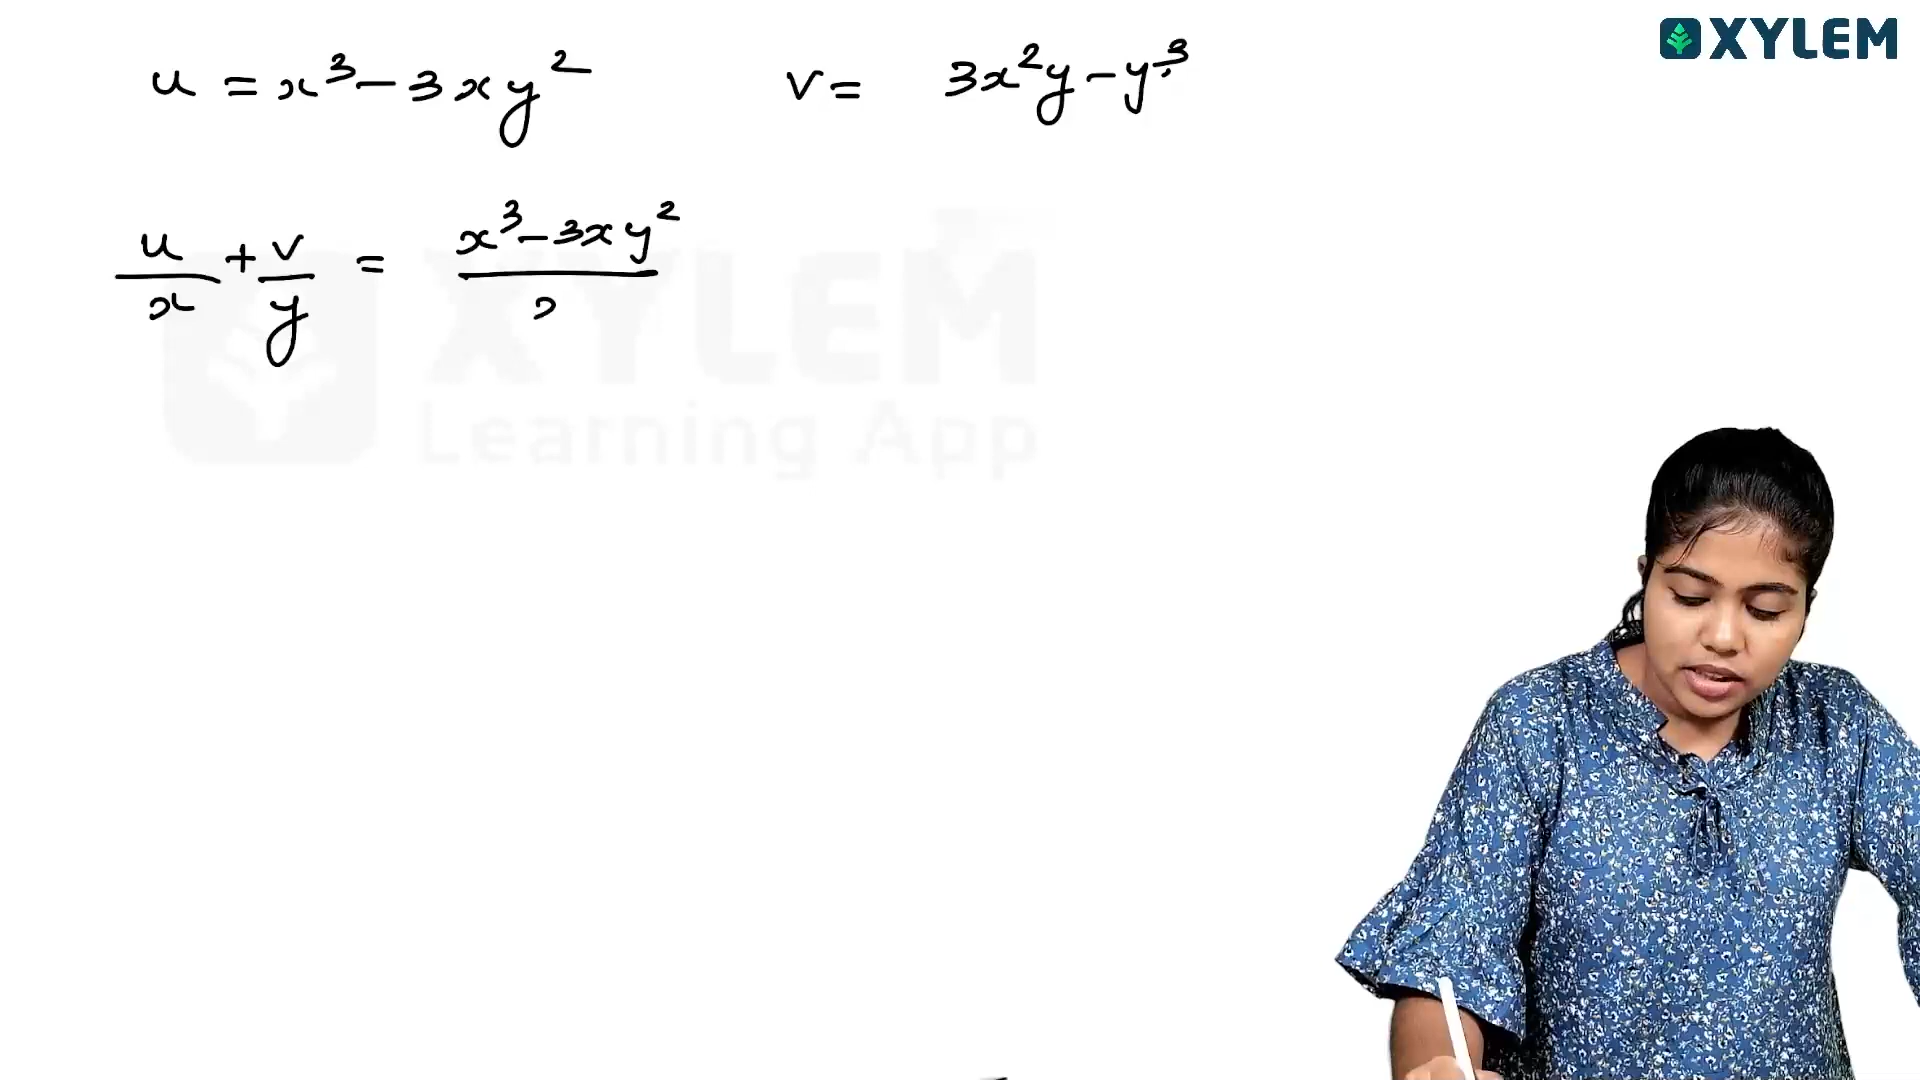 XYLEM
u = x³ - 3xy²    v = 3x²y - y³
u/x + v/y = (x³ - 3xy²)/x
XYLEM
Learning App